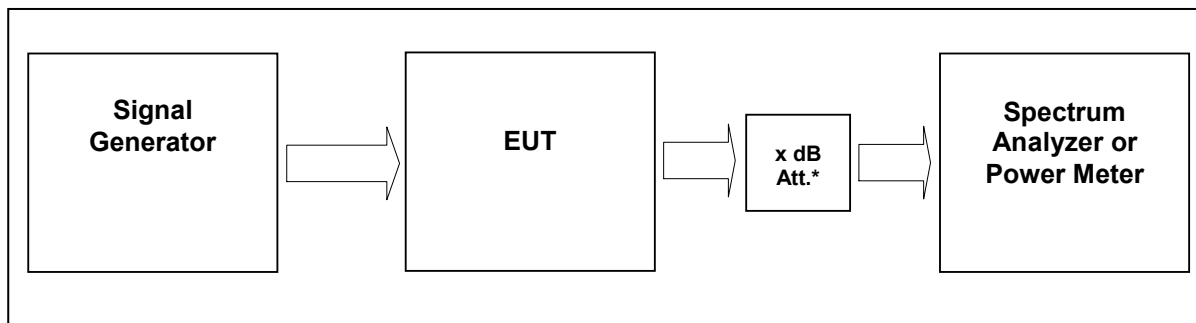 Signal
Generator
EUT
x dB
Att.*
Spectrum
Analyzer or
Power Meter